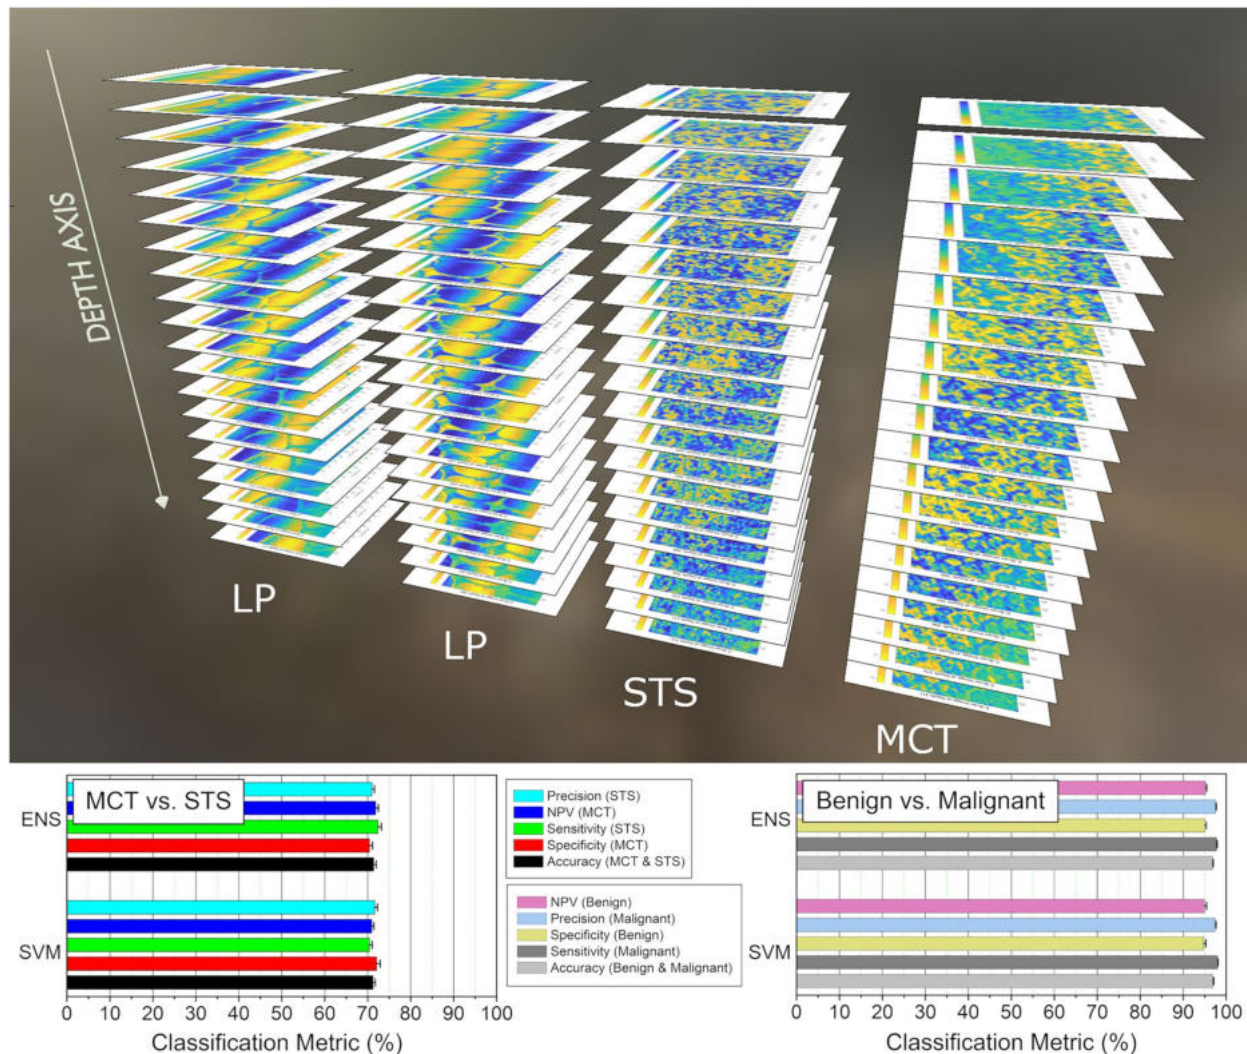 DEPTH AXIS
LP
LP
STS
MCT
MCT vs. STS
ENS
SVM
0 10 20 30 40 50 60 70 80 90 100
Classification Metric (%)
Precision (STS)
NPV (MCT)
Sensitivity (STS)
Specificity (MCT)
Accuracy (MCT & STS)
NPV (Benign)
Precision (Malignant)
Specificity (Benign)
Sensitivity (Malignant)
Accuracy (Benign & Malignant)
Benign vs. Malignant
ENS
SVM
0 10 20 30 40 50 60 70 80 90 100
Classification Metric (%)